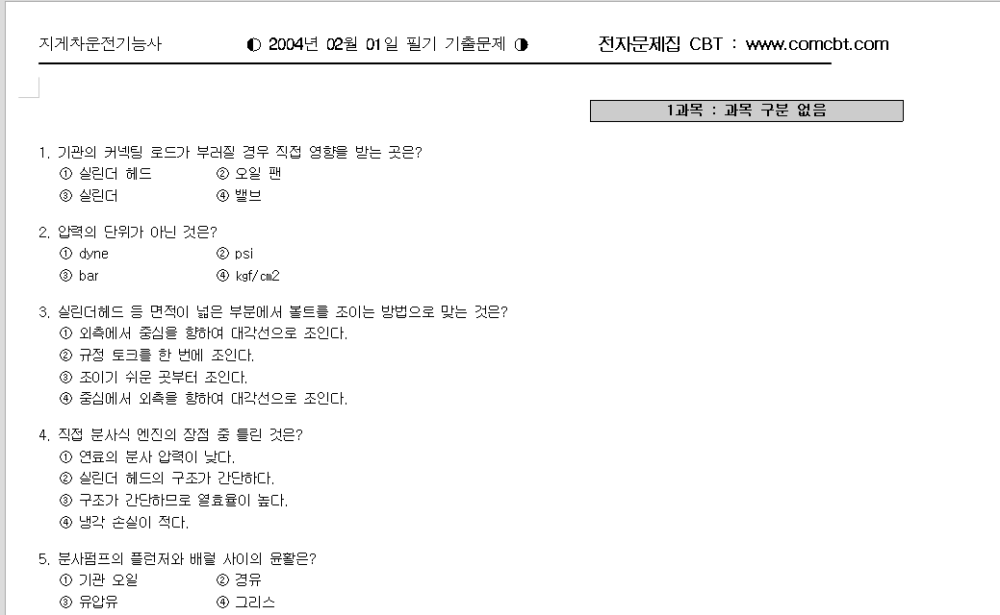 지게차운전기능사 ◐ 2004년 02월 01일 필기 기출문제 ◑ 전자문제집 CBT : www.comcbt.com
1과목 : 과목 구분 없음
1. 기관의 커넥팅 로드가 부러질 경우 직접 영향을 받는 곳은?
① 실린더 헤드 ② 오일 팬
③ 실린더 ④ 밸브
2. 압력의 단위가 아닌 것은?
① dyne ② psi
③ bar ④ kgf/cm2
3. 실린더헤드 등 면적이 넓은 부분에서 볼트를 조이는 방법으로 맞는 것은?
① 외측에서 중심을 향하여 대각선으로 조인다.
② 규정 토크를 한 번에 조인다.
③ 조이기 쉬운 곳부터 조인다.
④ 중심에서 외측을 향하여 대각선으로 조인다.
4. 직접 분사식 엔진의 장점 중 틀린 것은?
① 연료의 분사 압력이 낮다.
② 실린더 헤드의 구조가 간단하다.
③ 구조가 간단하므로 열효율이 높다.
④ 냉각 손실이 적다.
5. 분사펌프의 플런저와 배럴 사이의 윤활은?
① 기관 오일 ② 경유
③ 유압유 ④ 그리스